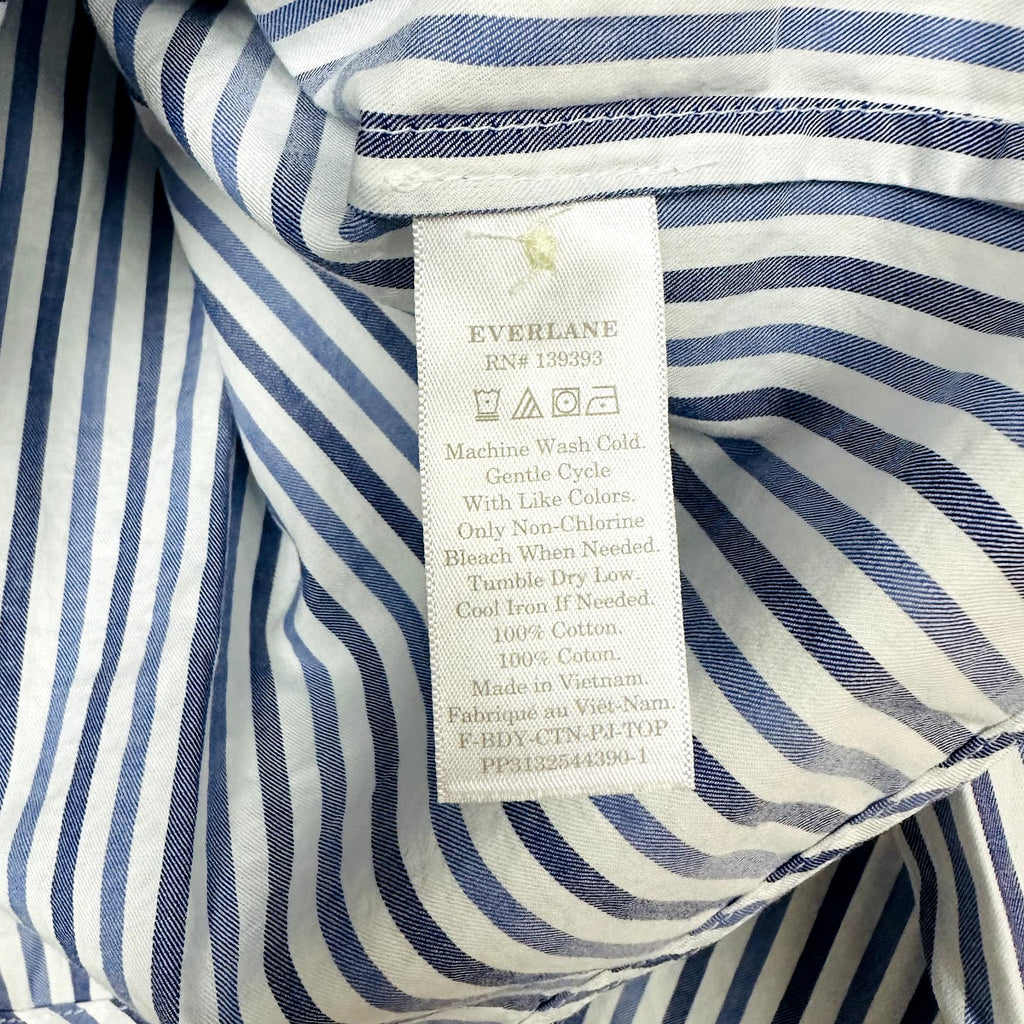 EVERLANE
RN# 139393
Machine Wash Cold.
Gentle Cycle
With Like Colors.
Only Non-Chlorine
Bleach When Needed.
Tumble Dry Low.
Cool Iron If Needed.
100% Cotton.
100% Coton.
Made in Vietnam.
Fabriqué au Viêt-Nam.
F-BDY-CTN-PJ-TOP
PP3132544390-1